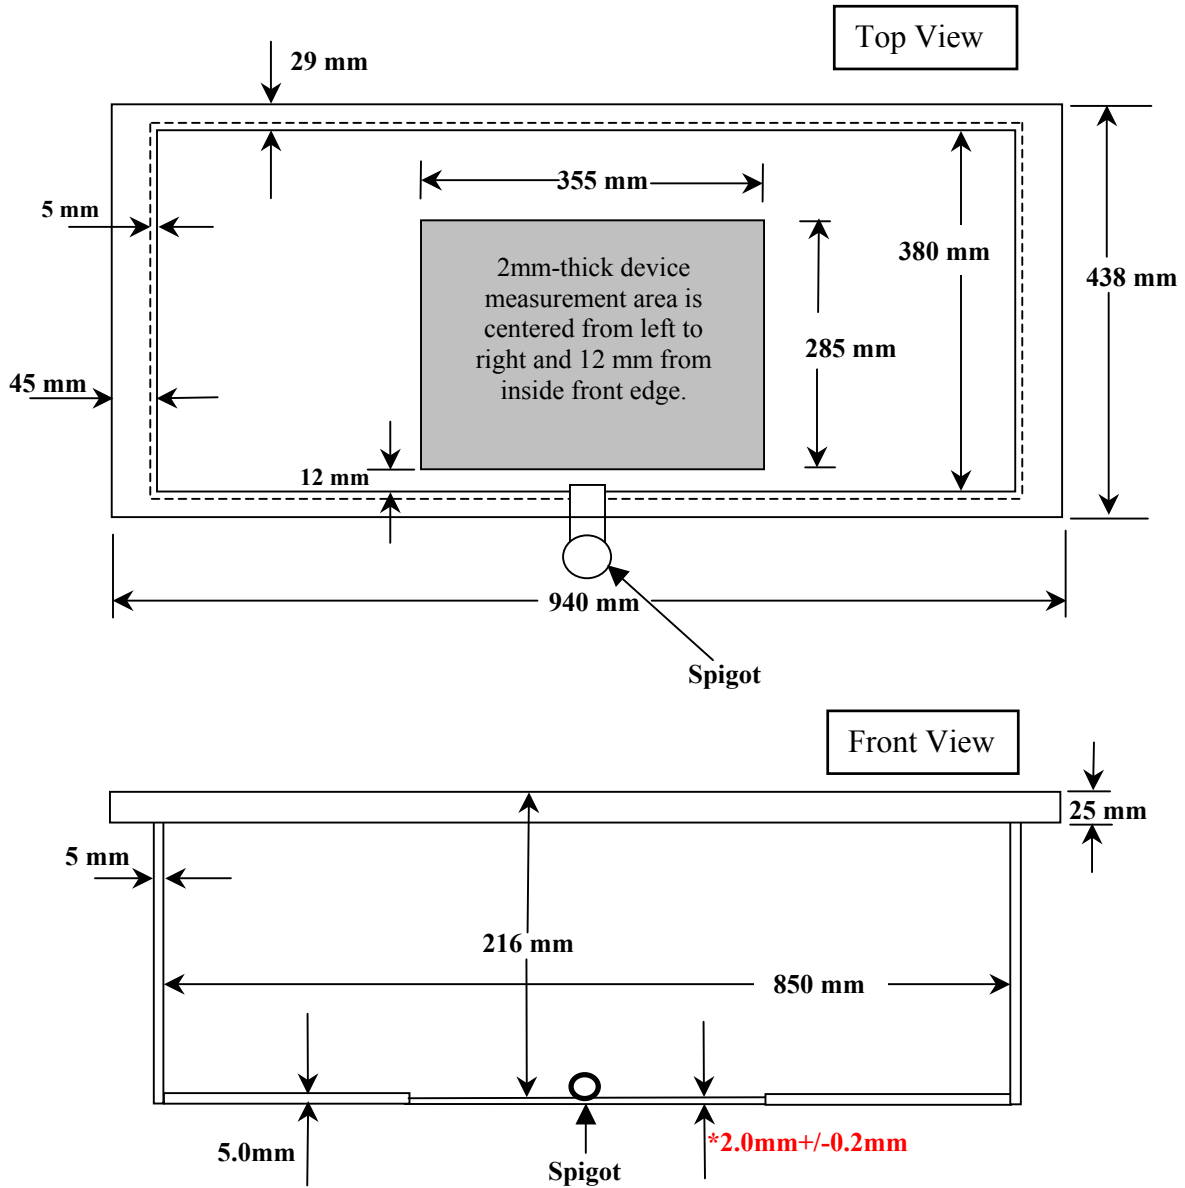 Top View
29 mm
355 mm
5 mm
380 mm
438 mm
2mm-thick device
measurement area is
centered from left to
right and 12 mm from
inside front edge.
285 mm
45 mm
12 mm
940 mm
Spigot
Front View
25 mm
5 mm
216 mm
850 mm
5.0mm
*2.0mm+/-0.2mm
Spigot